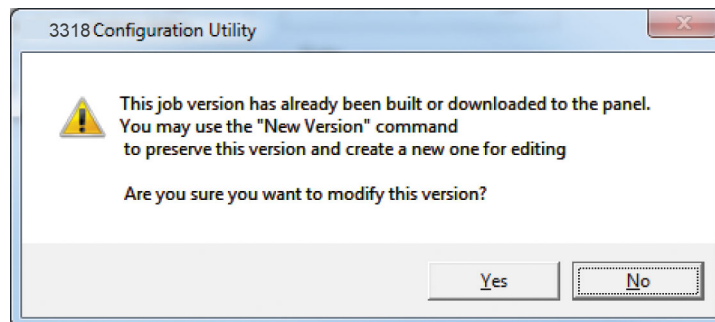 3318 Configuration Utility
This job version has already been built or downloaded to the panel.
You may use the "New Version" command
to preserve this version and create a new one for editing
Are you sure you want to modify this version?
Yes
No